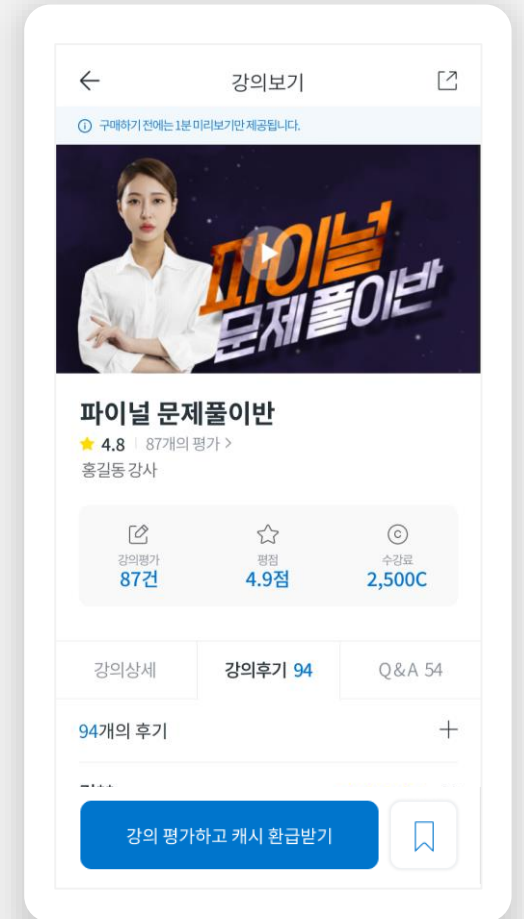 강의보기
구매하기 전에는 1분 미리보기만 제공됩니다.
파이널
문제풀이반
파이널 문제풀이반
4.8 | 87개의 평가 >
홍길동 강사
강의평가 평점 수강료
87건 4.9점 2,500C
강의상세 강의후기 94 Q&A 54
94개의 후기
강의 평가하고 캐시 환급받기